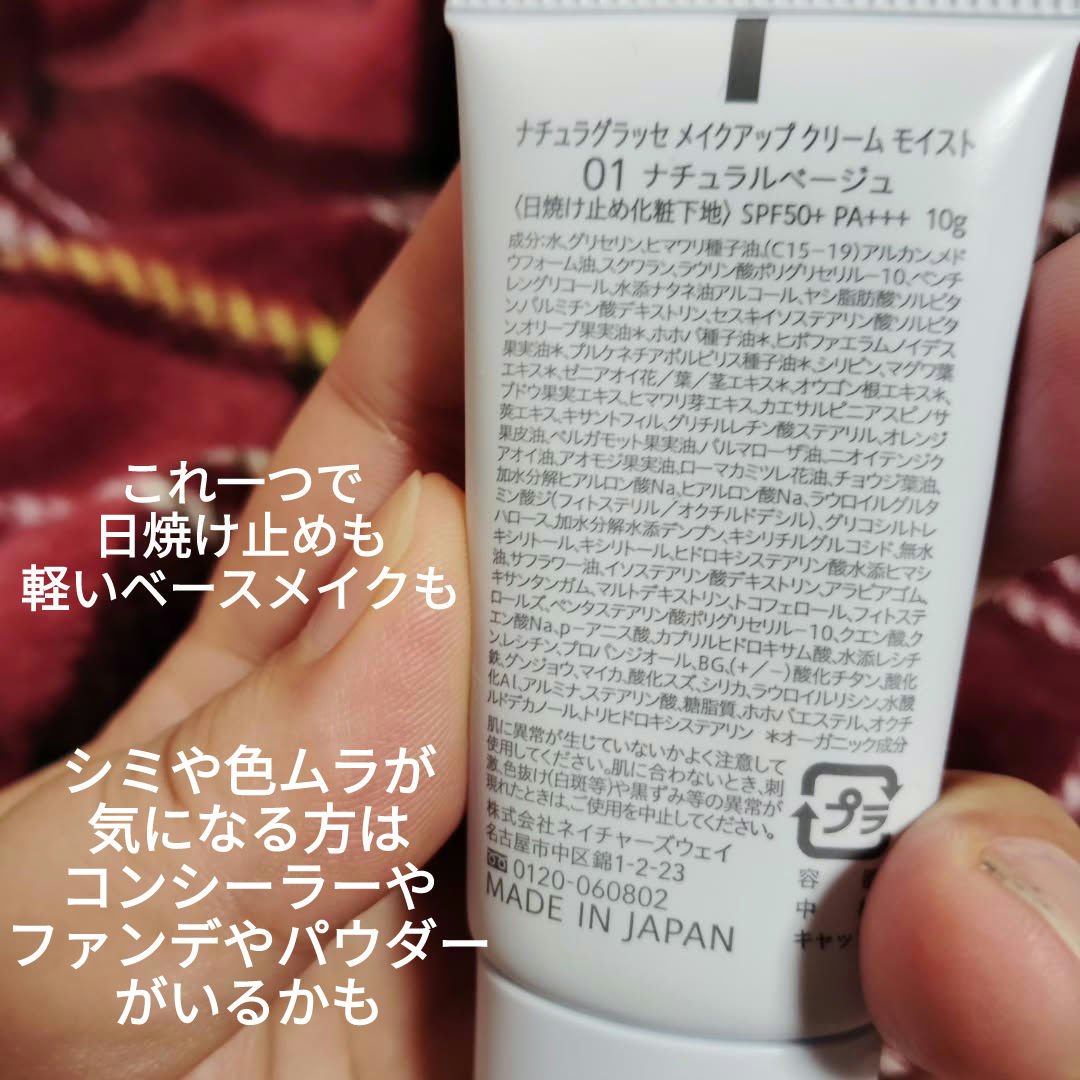 ナチュラグラッセ メイクアップ クリーム モイスト
01 ナチュラルベージュ
〈日焼け止め化粧下地〉 SPF50+ PA+++ 10g
成分:水、グリセリン、ヒマワリ種子油、(C15-19)アルカン、メド
ウフォーム油、スクワラン、ラウリン酸ポリグリセリル-10、ペンチ
レングリコール、水添ナタネ油アルコール、ヤシ脂肪酸ソルビタ
ン、パルミチン酸デキストリン、セスキイソステアリン酸ソルビタ
ン、オリーブ果実油*、ホホバ種子油*、ヒポファエラムノイデス
果実油*、プルケネチアボルビリス種子油*、シリビン、マグワ葉
エキス*、ゼニアオイ花/葉/茎エキス*、オウゴン根エキス*、
ブドウ果実エキス、ヒマワリ芽エキス、カエサルピニアスピノサ
莢エキス、キサントフィル、グリチルレチン酸ステアリル、オレンジ
果皮油、ベルガモット果実油、パルマローザ油、ニオイテンジク
アオイ油、アオモジ果実油、ローマカミツレ花油、チョウジ葉油、
加水分解ヒアルロン酸Na、ヒアルロン酸Na、ラウロイルグルタ
ミン酸ジ(フィトステリル/オクチルドデシル)、グリコシルトレ
ハロース、加水分解水添デンプン、キシリチルグルコシド、無水
キシリトール、キシリトール、ヒドロキシステアリン酸水添ヒマシ
油、サフラワー油、イソステアリン酸デキストリン、アラビアゴム、
キサンタンガム、マルトデキストリン、トコフェロール、フィトステ
ロールズ、ペンタステアリン酸ポリグリセリル-10、クエン酸、ク
エン酸Na、p-アニス酸、カプリルヒドロキサム酸、水添レシチ
ン、レシチン、プロパンジオール、BG、(+/-)酸化チタン、酸化
鉄、グンジョウ、マイカ、酸化スズ、シリカ、ラウロイルリシン、水酸
化Al、アルミナ、ステアリン酸、糖脂質、ホホバエステル、オクチ
ルドデカノール、トリヒドロキシステアリン *オーガニック成分
肌に異常が生じていないかよく注意して
使用してください。肌に合わないとき、刺
激、色抜け(白斑等)や黒ずみ等の異常が
現れたときは、ご使用を中止してください。
株式会社ネイチャーズウェイ
名古屋市中区錦1-2-23
0120-060802
MADE IN JAPAN
プラ
容
中
キャッ
これ一つで
日焼け止めも
軽いベースメイクも
シミや色ムラが
気になる方は
コンシーラーや
ファンデやパウダー
がいるかも